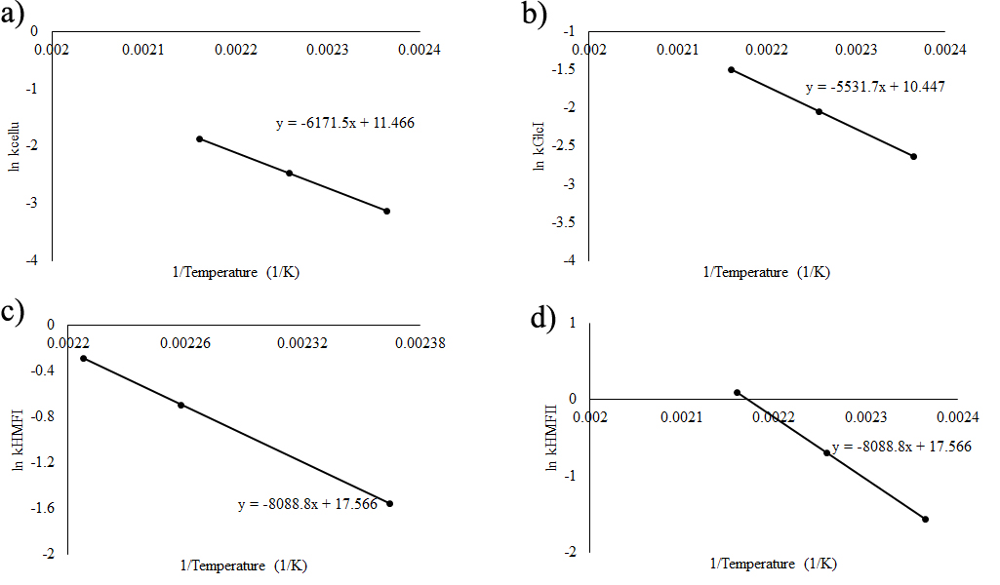 a)
0
0.002 0.0021 0.0022 0.0023 0.0024
-1
y = -6171.5x + 11.466
-2
-3
-4
ln kcellu
1/Temperature (1/K)
b)
-1
0.002 0.0021 0.0022 0.0023 0.0024
-1.5
y = -5531.7x + 10.447
-2
-2.5
-3
-3.5
-4
ln kGlcI
1/Temperature (1/K)
c)
0
0.0022 0.00226 0.00232 0.00238
-0.4
-0.8
-1.2
-1.6
y = -8088.8x + 17.566
-2
ln kHMFI
1/Temperature (1/K)
d)
1
0
0.002 0.0021 0.0022 0.0023 0.0024
y = -8088.8x + 17.566
-1
-2
ln kHMFII
1/Temperature (1/K)